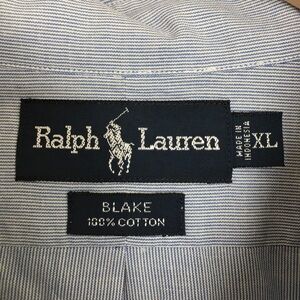 Ralph Lauren
MADE IN
INDONESIA
XL
BLAKE
100% COTTON